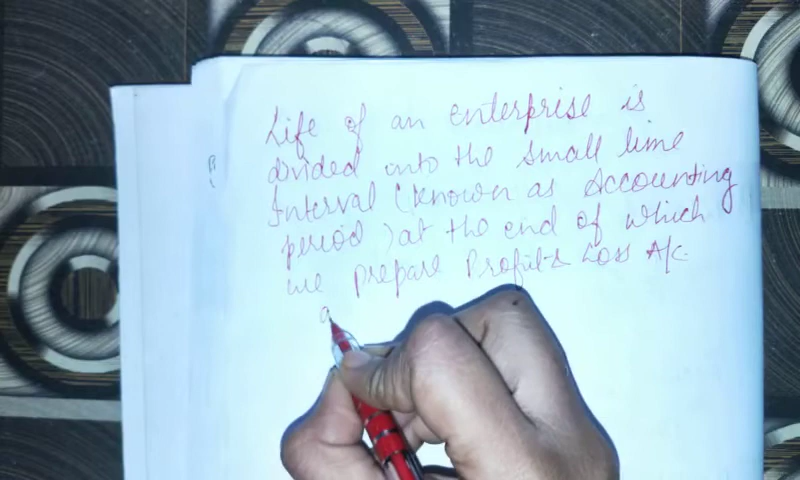 Life of an enterprise is
divided into the small time
Interval (known as Accounting
period) at the end of which
we prepare Profit & Loss A/c.
a